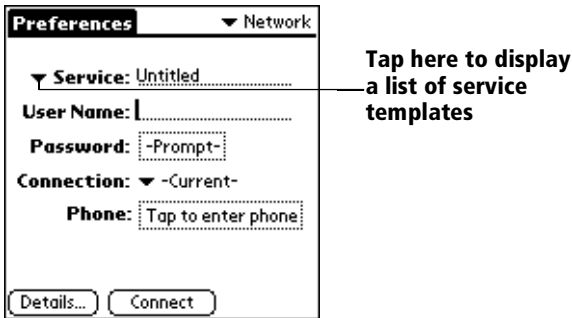 Preferences
Network
Service: Untitled
User Name:
Password: -Prompt-
Connection: -Current-
Phone: Tap to enter phone
Details... Connect
Tap here to display
a list of service
templates